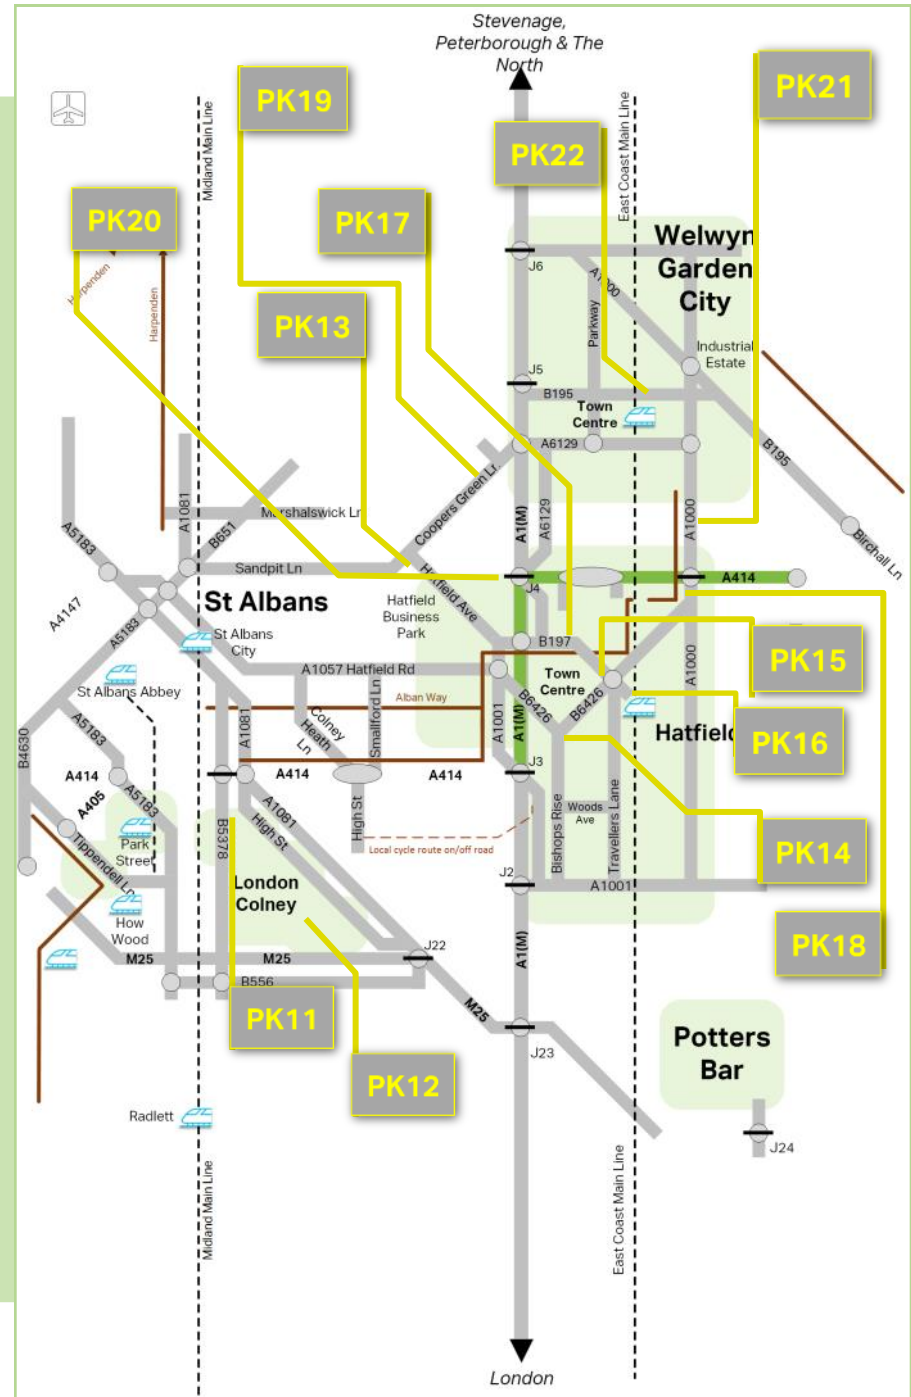 Stevenage,
Peterborough & The
North
PK19
PK21
PK22
Midland Main Line
East Coast Main Line
PK20
PK17
Welwyn
Garden
City
J6
A1000
Harpenden
Harpenden
PK13
Parkway
Industrial
Estate
J5
B195
Town
Centre
A6129
B195
Coopers Green Ln
A1081
Marshalswick Ln
A5183
B651
A1(M)
A6129
A1000
Birchall Ln
Sandpit Ln
Hatfield Ave
J4
A414
A4147
St Albans
Hatfield
Business
Park
A5183
St Albans
City
B197
PK15
A1057 Hatfield Rd
Town
Centre
A1000
St Albans Abbey
Alban Way
Smallford Ln
Colney
Heath
Ln
B6426
B6426
A5183
A1081
A1001
A1(M)
PK16
Hatfield
B4630
A414
A414
A414
J3
A405
A5183
A1081
High St
B5378
High St
Woods
Ave
Bishops Rise
Travellers Lane
Tippendell Ln
Park
Street
Local cycle route on/off road
PK14
J2
A1001
London
Colney
How
Wood
PK18
J22
A1(M)
M25
M25
B556
M25
PK11
J23
Potters
Bar
PK12
Radlett
J24
Midland Main Line
East Coast Main Line
London